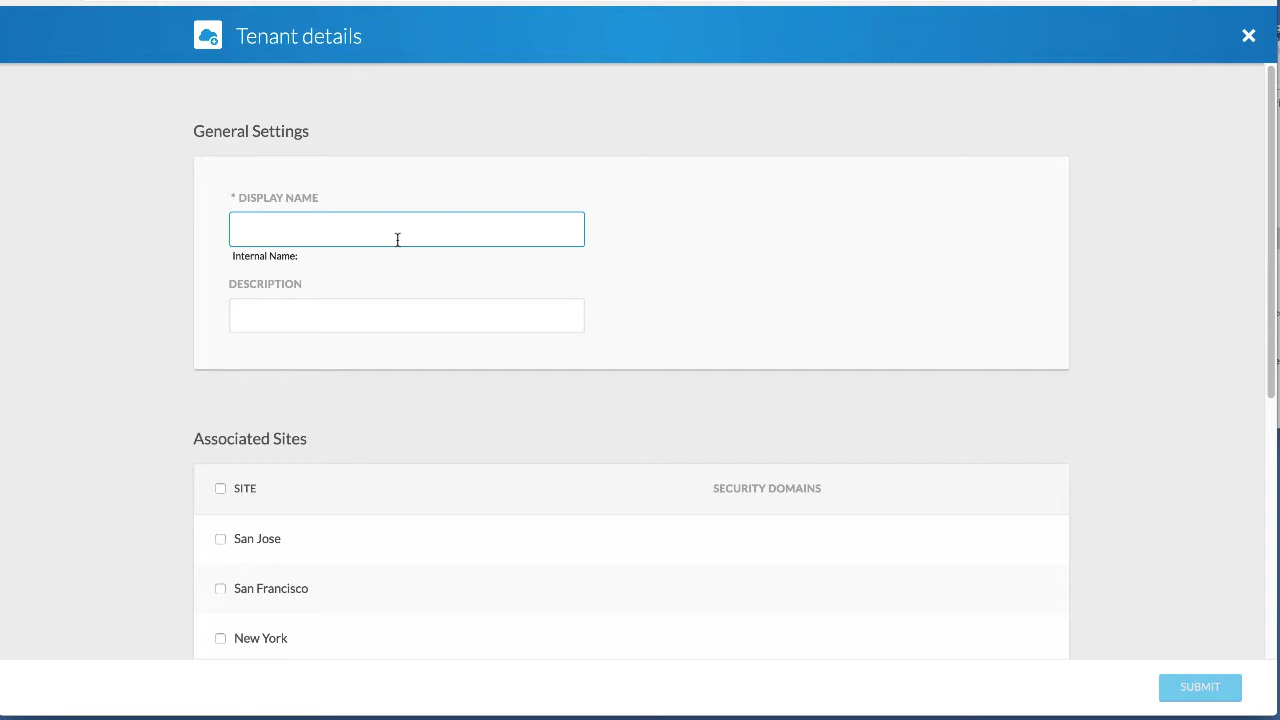 Tenant details
General Settings
* DISPLAY NAME
Internal Name:
DESCRIPTION
Associated Sites
SITE SECURITY DOMAINS
San Jose
San Francisco
New York
SUBMIT